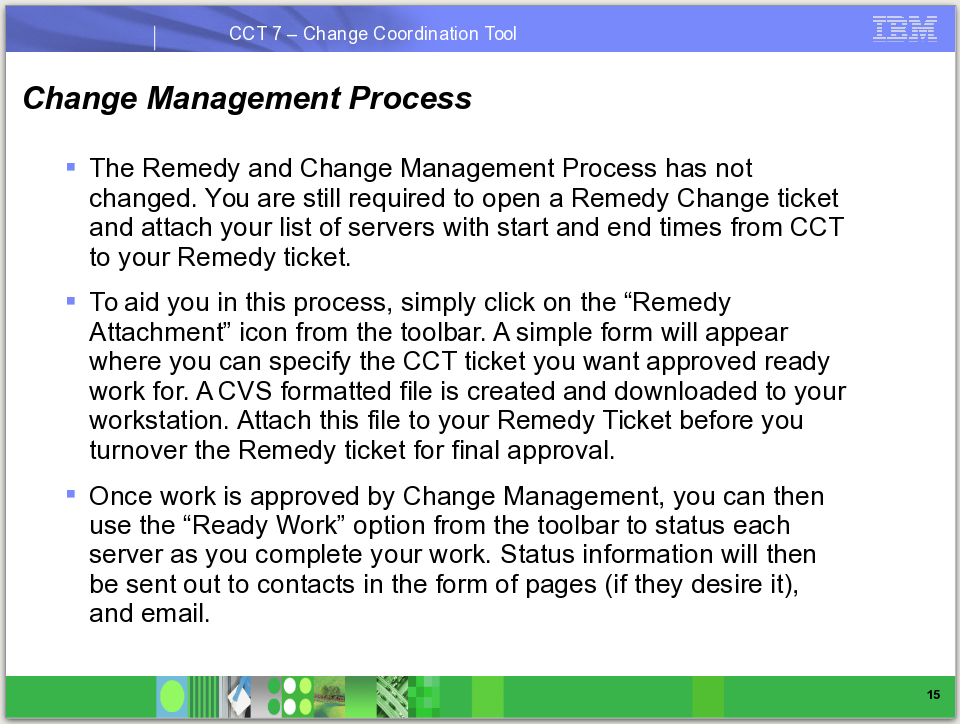 CCT 7 – Change Coordination Tool
IBM
Change Management Process
The Remedy and Change Management Process has not
changed. You are still required to open a Remedy Change ticket
and attach your list of servers with start and end times from CCT
to your Remedy ticket.
To aid you in this process, simply click on the “Remedy
Attachment” icon from the toolbar. A simple form will appear
where you can specify the CCT ticket you want approved ready
work for. A CVS formatted file is created and downloaded to your
workstation. Attach this file to your Remedy Ticket before you
turnover the Remedy ticket for final approval.
Once work is approved by Change Management, you can then
use the “Ready Work” option from the toolbar to status each
server as you complete your work. Status information will then
be sent out to contacts in the form of pages (if they desire it),
and email.
15